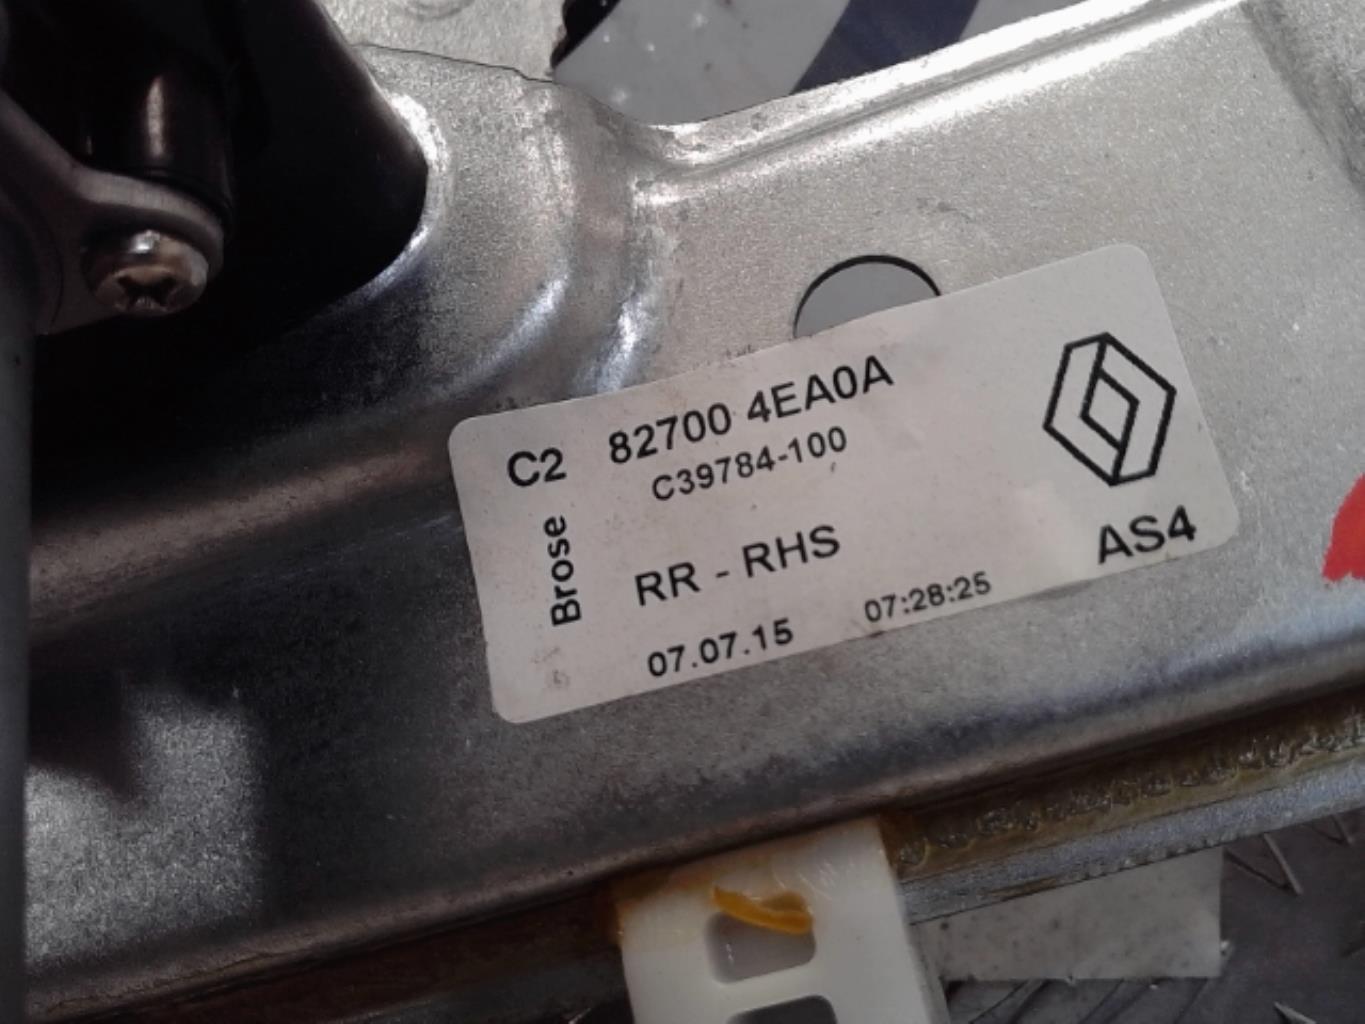 C2 82700 4EA0A
C39784-100
Brose
RR - RHS
AS4
07.07.15 07:28:25